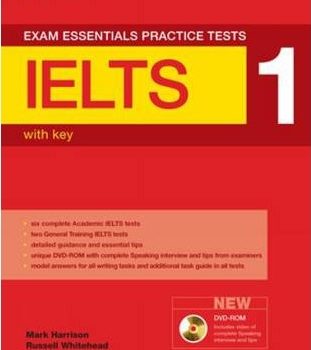 EXAM ESSENTIALS PRACTICE TESTS
IELTS 1
with key
• six complete Academic IELTS tests
• two General Training IELTS tests
• detailed guidance and essential tips
• unique DVD-ROM with complete Speaking interview and tips from examiners
• model answers for all writing tasks and additional task guide in all tests
NEW
DVD-ROM
Includes video of
complete Speaking
interview and tips
Mark Harrison
Russell Whitehead